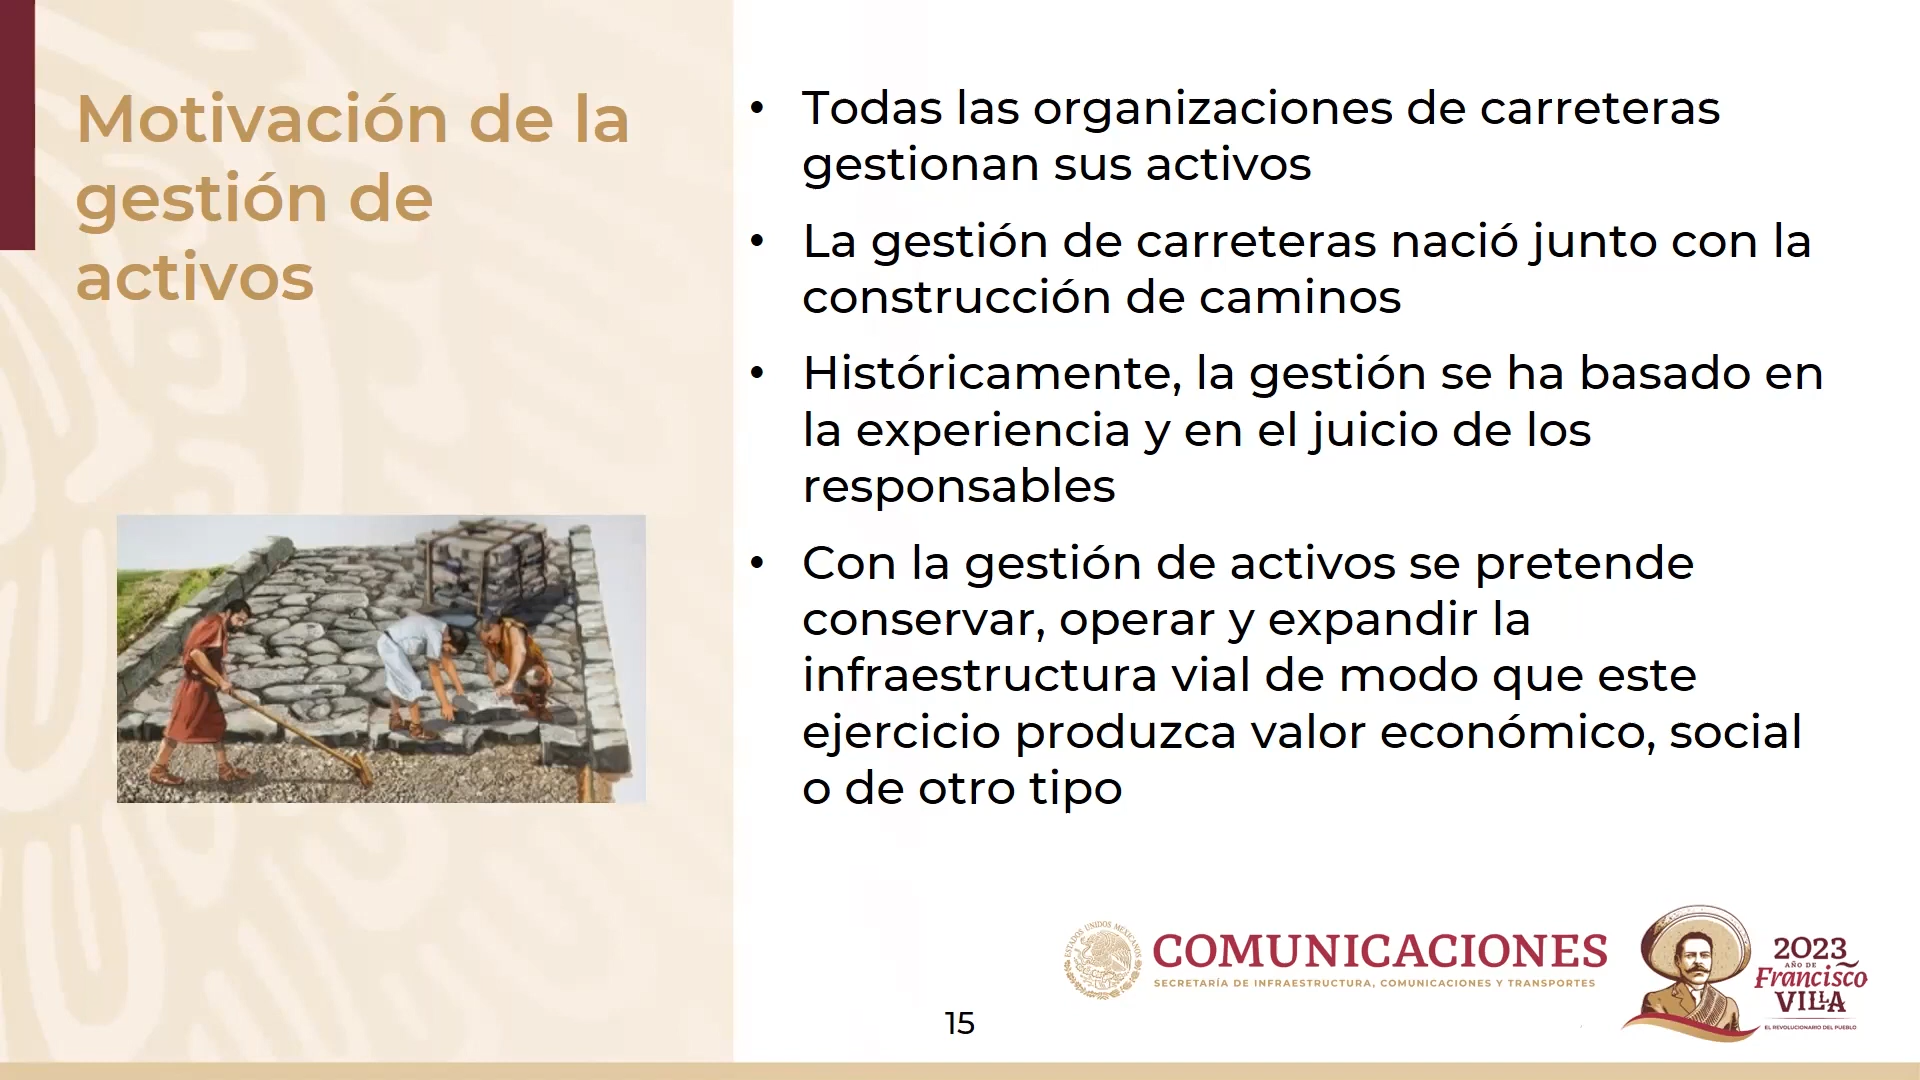 Motivación de la
gestión de
activos
• Todas las organizaciones de carreteras
gestionan sus activos
• La gestión de carreteras nació junto con la
construcción de caminos
• Históricamente, la gestión se ha basado en
la experiencia y en el juicio de los
responsables
• Con la gestión de activos se pretende
conservar, operar y expandir la
infraestructura vial de modo que este
ejercicio produzca valor económico, social
o de otro tipo
ESTADOS UNIDOS MEXICANOS
COMUNICACIONES
SECRETARÍA DE INFRAESTRUCTURA, COMUNICACIONES Y TRANSPORTES
2023
AÑO DE
Francisco
VILLA
EL REVOLUCIONARIO DEL PUEBLO
15